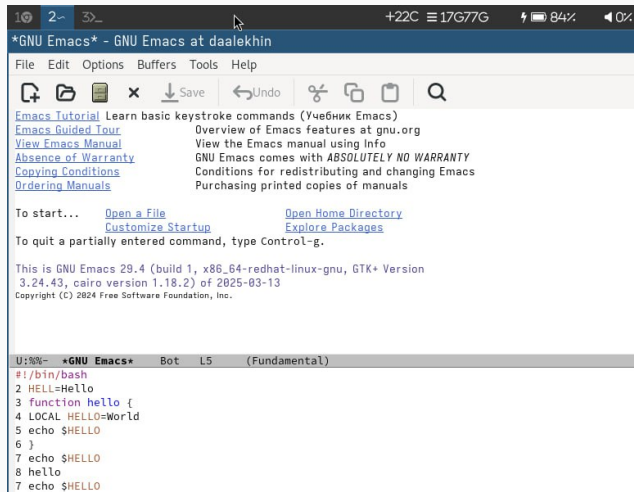 1 2 3
+22C 17G77G 84% 0%
*GNU Emacs* - GNU Emacs at daalekhin
File Edit Options Buffers Tools Help
Save Undo
Emacs Tutorial Learn basic keystroke commands (Учебник Emacs)
Emacs Guided Tour Overview of Emacs features at gnu.org
View Emacs Manual View the Emacs manual using Info
Absence of Warranty GNU Emacs comes with ABSOLUTELY NO WARRANTY
Copying Conditions Conditions for redistributing and changing Emacs
Ordering Manuals Purchasing printed copies of manuals
To start... Open a File Open Home Directory
Customize Startup Explore Packages
To quit a partially entered command, type Control-g.
This is GNU Emacs 29.4 (build 1, x86_64-redhat-linux-gnu, GTK+ Version
3.24.43, cairo version 1.18.2) of 2025-03-13
Copyright (C) 2024 Free Software Foundation, Inc.
U:%%- *GNU Emacs* Bot L5 (Fundamental)
#!/bin/bash
2 HELL=Hello
3 function hello {
4 LOCAL HELLO=World
5 echo $HELLO
6 }
7 echo $HELLO
8 hello
7 echo $HELLO